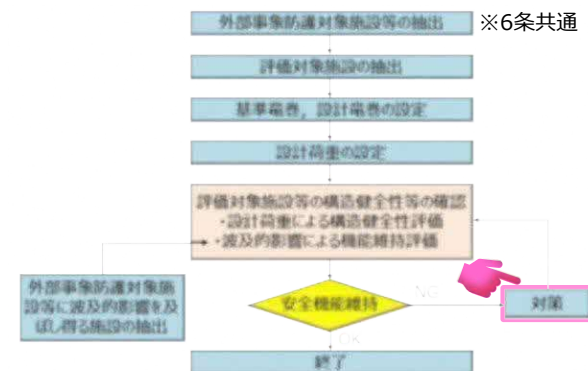 外部事象防護対象施設等の抽出
※6条共通
評価対象施設の抽出
基準竜巻，設計竜巻の設定
設計荷重の設定
評価対象施設等の構造健全性等の確認
・設計荷重による構造健全性評価
・波及的影響による機能維持評価
外部事象防護対象施
設等に波及的影響を及
ぼし得る施設の抽出
安全機能維持
NG
対策
OK
終了